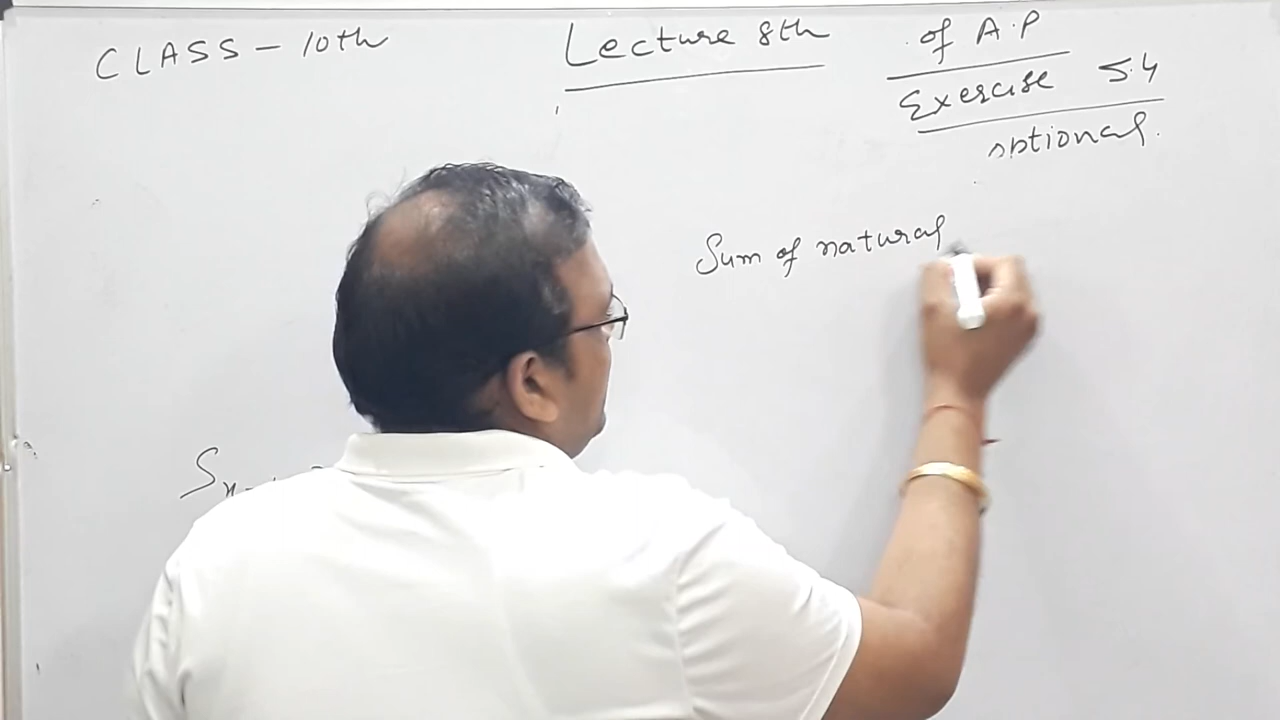 CLASS - 10th
Lecture 8th of A.P
Exercise 5.4
optional.
Sum of natural